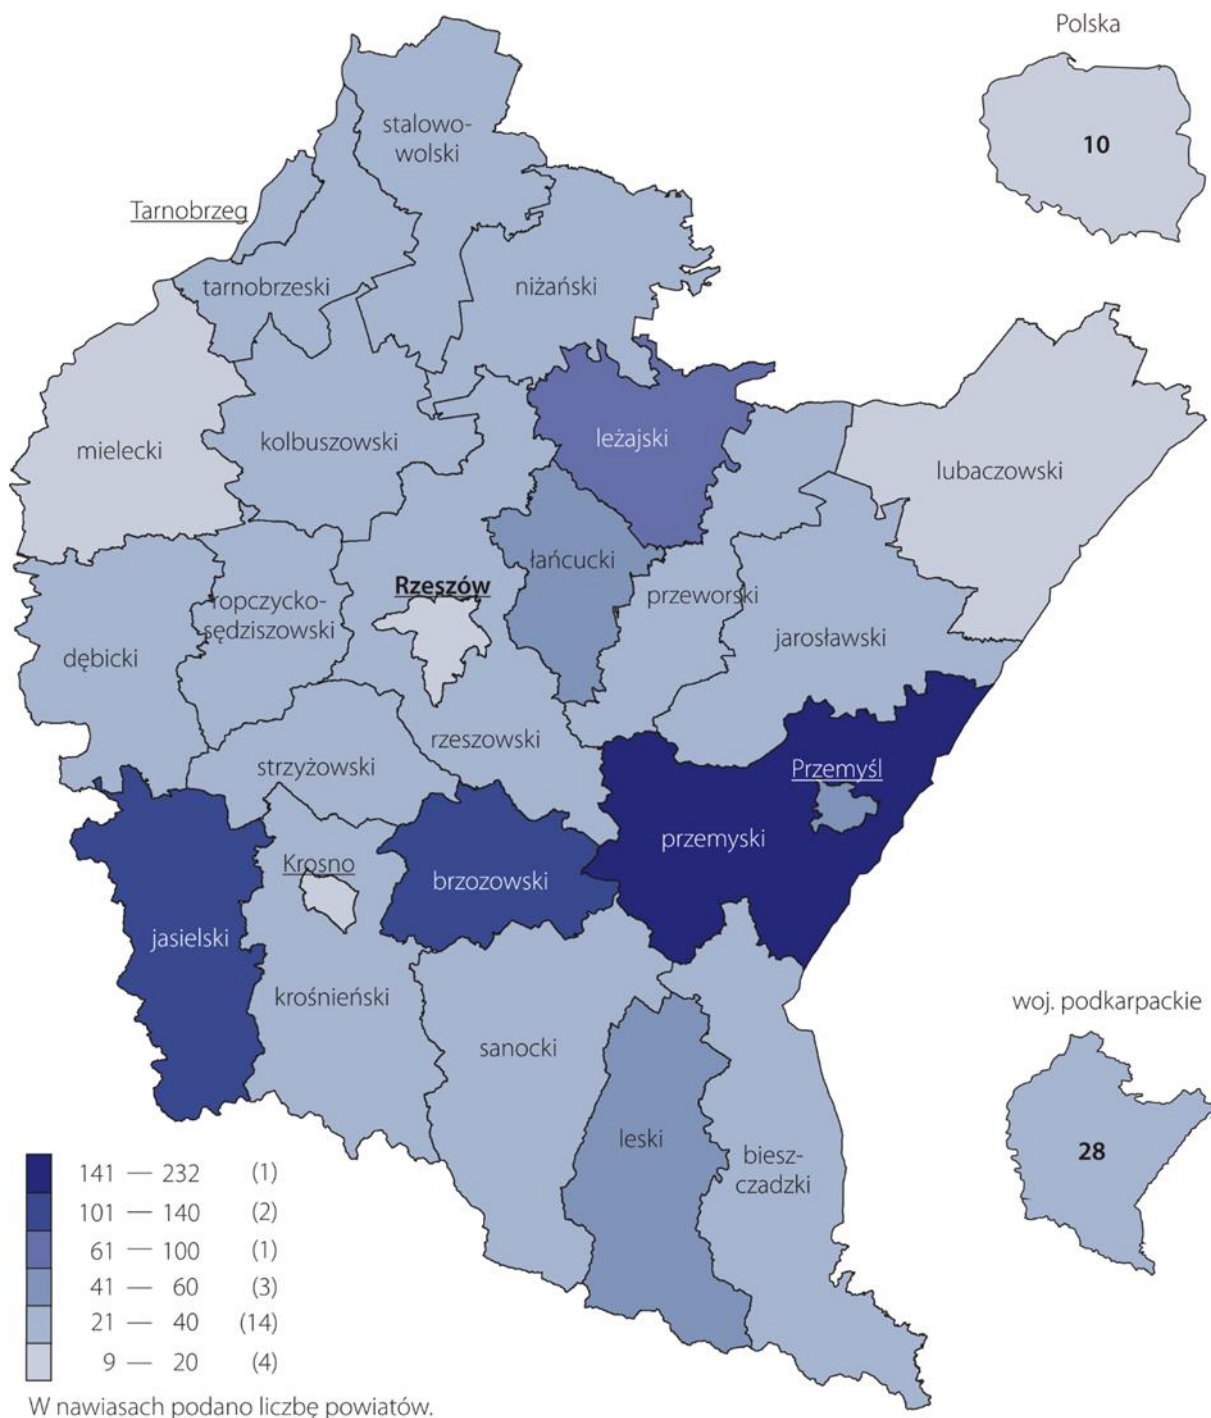 Polska
10
stalowo-
wolski
Tarnobrzeg
tarnobrzeski
niżański
mielecki
kolbuszowski
leżajski
lubaczowski
łańcucki
Rzeszów
ropczycko-
sędziszowski
przeworski
jarosławski
dębicki
rzeszowski
strzyżowski
Przemyśl
przemyski
Krosno
brzozowski
jasielski
krośnieński
sanocki
leski
biesz-
czadzki
woj. podkarpackie
28
141 — 232 (1)
101 — 140 (2)
61 — 100 (1)
41 — 60 (3)
21 — 40 (14)
9 — 20 (4)
W nawiasach podano liczbę powiatów.